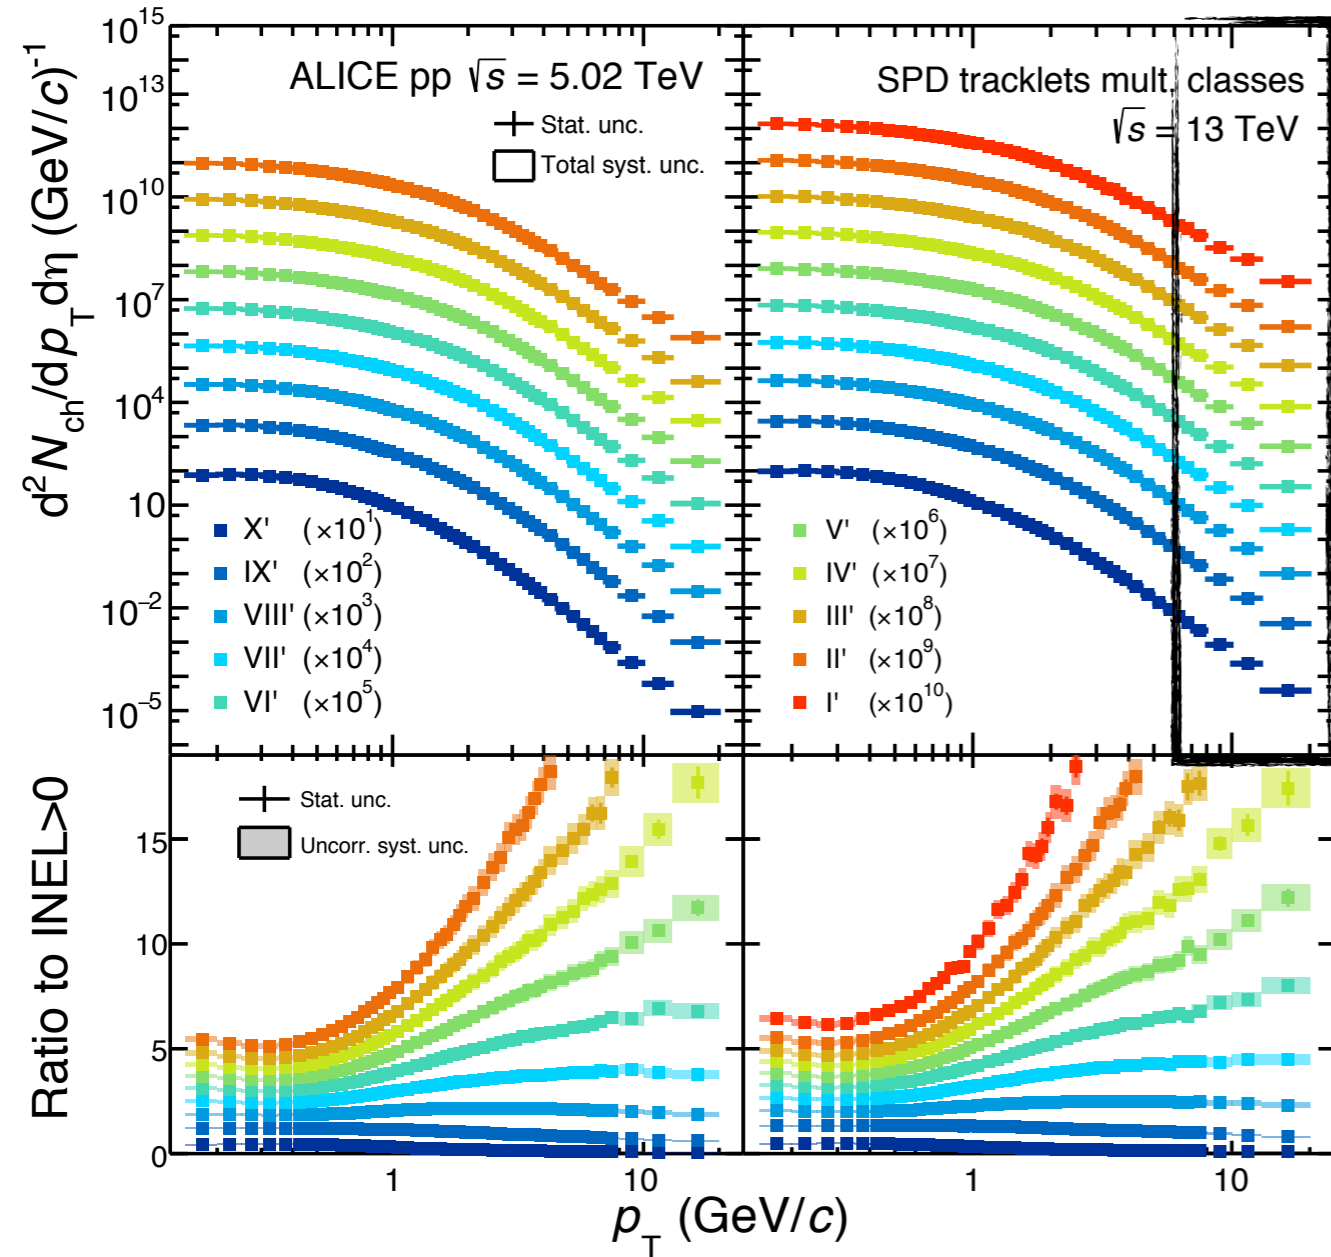 d²N_ch/dp_T dη (GeV/c)⁻¹
10¹⁵
10¹³
10¹⁰
10⁷
10⁴
10
10⁻²
10⁻⁵
ALICE pp √s = 5.02 TeV
Stat. unc.
Total syst. unc.
X' (×10¹)
IX' (×10²)
VIII' (×10³)
VII' (×10⁴)
VI' (×10⁵)
SPD tracklets mult. classes
√s = 13 TeV
V' (×10⁶)
IV' (×10⁷)
III' (×10⁸)
II' (×10⁹)
I' (×10¹⁰)
Ratio to INEL>0
15
10
5
0
Stat. unc.
Uncorr. syst. unc.
1 10 1 10
p_T (GeV/c)